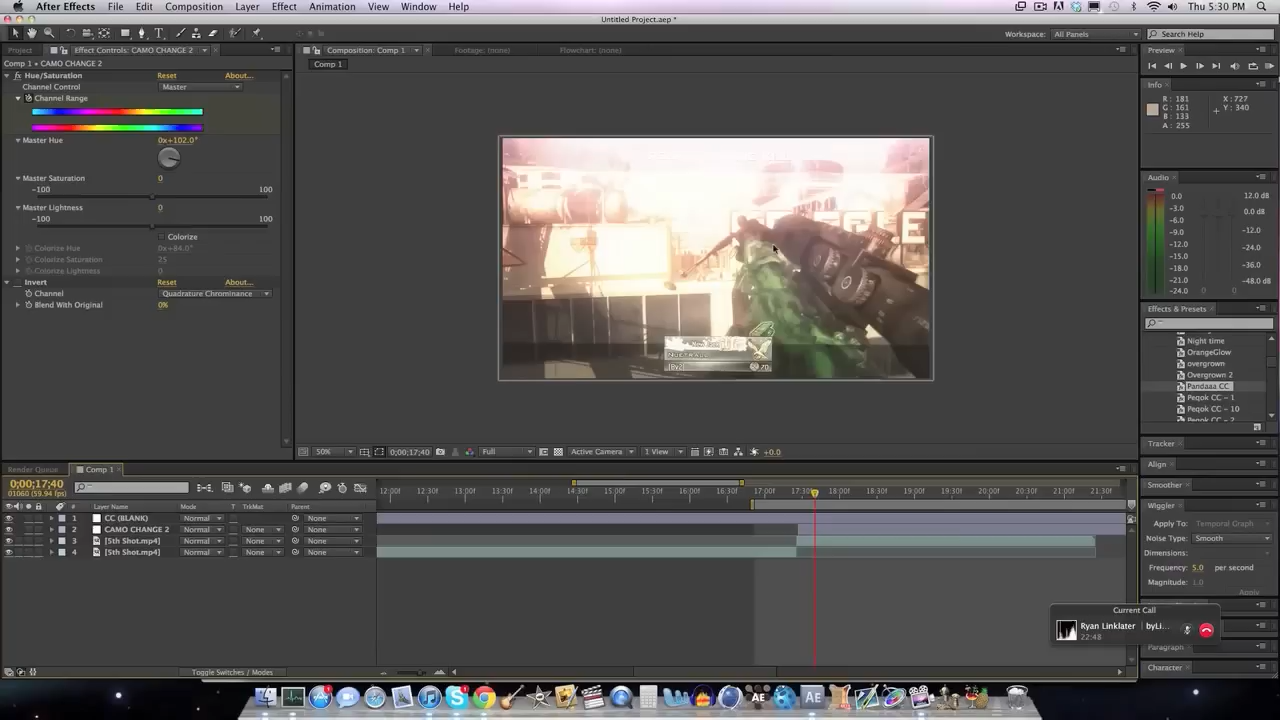 After Effects File Edit Composition Layer Effect Animation View Window Help Thu 5:30 PM
Untitled Project.aep *
Workspace: All Panels Search Help
Project Effect Controls: CAMO CHANGE 2 Composition: Comp 1 Footage: (none) Flowchart: (none) Preview
Comp 1 • CAMO CHANGE 2 Comp 1
Hue/Saturation Reset About...
Channel Control Master
Channel Range
Master Hue 0x+102.0°
Master Saturation 0
-100 100
Master Lightness 0
-100 100
Colorize
Colorize Hue 0x+84.0°
Colorize Saturation 25
Colorize Lightness 0
Invert Reset About...
Channel Quadrature Chrominance
Blend With Original 0%
50% 0;00;17;40 Full Active Camera 1 View +0.0
Info
R : 181 X : 727
G : 161 Y : 340
B : 133
A : 255
Audio
0.0 12.0 dB
-3.0
-6.0 0.0 dB
-9.0
-12.0 -12.0
-15.0 -24.0
-18.0
-21.0 -36.0
-24.0 -48.0 dB
Effects & Presets
Night time
OrangeGlow
overgrown
Overgrown 2
Pandaaa CC
Peqok CC - 1
Peqok CC - 10
Peqok CC - 2
Tracker
Align
Smoother
Wiggler
Apply To: Temporal Graph
Noise Type: Smooth
Dimensions:
Frequency: 5.0 per second
Magnitude: 1.0
Apply
Paragraph
Character
Render Queue Comp 1
0;00;17;40
01060 (59.94 fps)
12:00f 12:30f 13:00f 13:30f 14:00f 14:30f 15:00f 15:30f 16:00f 16:30f 17:00f 17:30f 18:00f 18:30f 19:00f 19:30f 20:00f 20:30f 21:00f 21:30f
# Layer Name Mode T TrkMat Parent
1 CC (BLANK) Normal None
2 CAMO CHANGE 2 Normal None None
3 [5th Shot.mp4] Normal None None
4 [5th Shot.mp4] Normal None None
Toggle Switches / Modes
Current Call
Ryan Linklater | byLi...
22:48